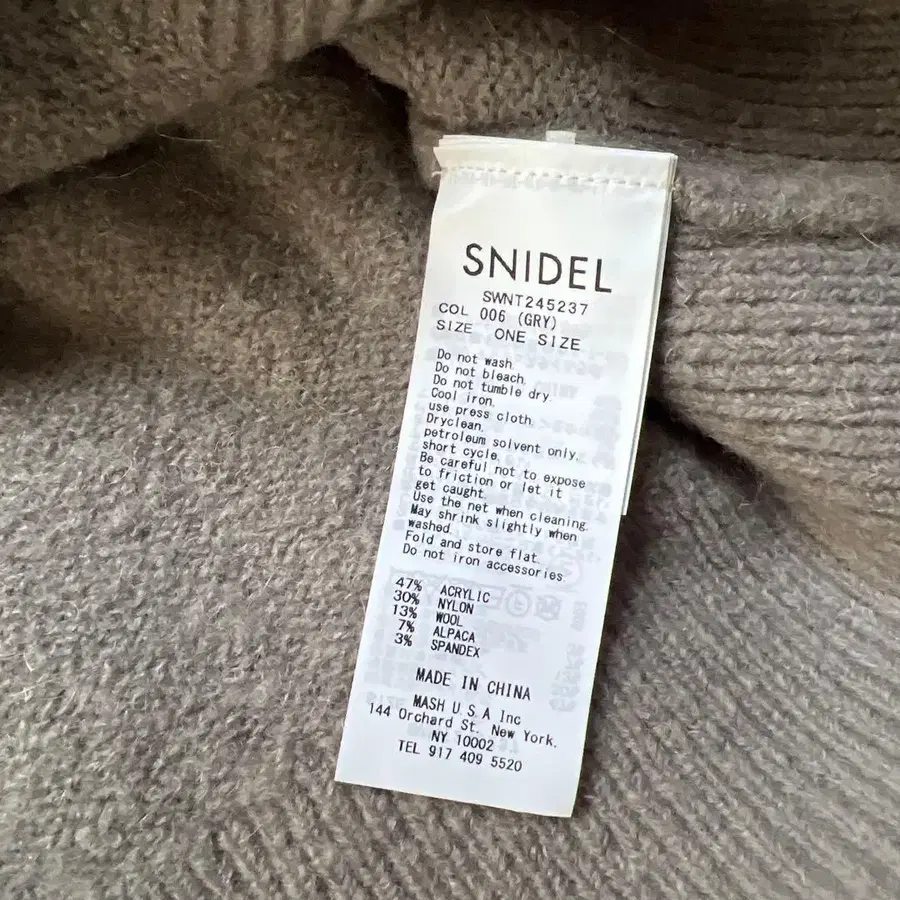 SNIDEL
SWNT245237
COL 006 (GRY)
SIZE ONE SIZE
Do not wash.
Do not bleach.
Do not tumble dry.
Cool iron.
use press cloth.
Dryclean.
petroleum solvent only.
short cycle.
Be careful not to expose
to friction or let it
get caught.
Use the net when cleaning.
May shrink slightly when
washed.
Fold and store flat.
Do not iron accessories.
47% ACRYLIC
30% NYLON
13% WOOL
7% ALPACA
3% SPANDEX
MADE IN CHINA
MASH U.S.A Inc
144 Orchard St. New York.
NY 10002
TEL 917 409 5520